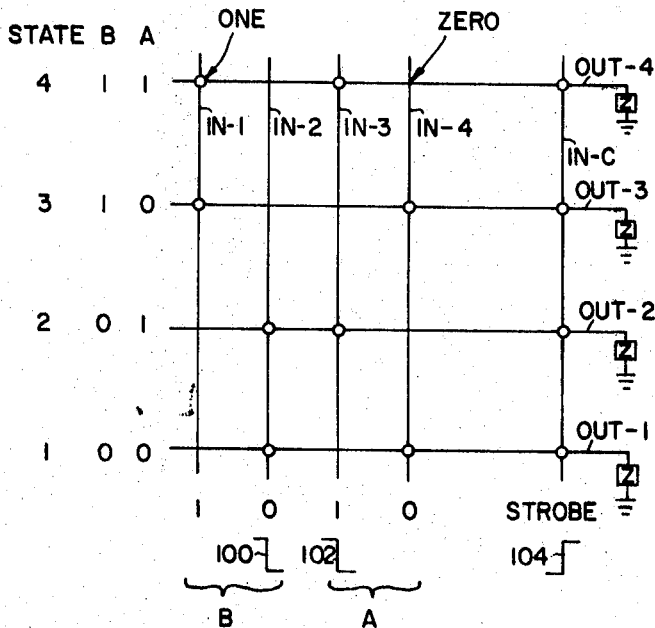 ONE ZERO
STATE B A
4 1 1 OUT-4
Z
IN-1 IN-2 IN-3 IN-4
IN-C
3 1 0 OUT-3
Z
2 0 1 OUT-2
Z
1 0 0 OUT-1
Z
1 0 1 0 STROBE
100 102 104
B A